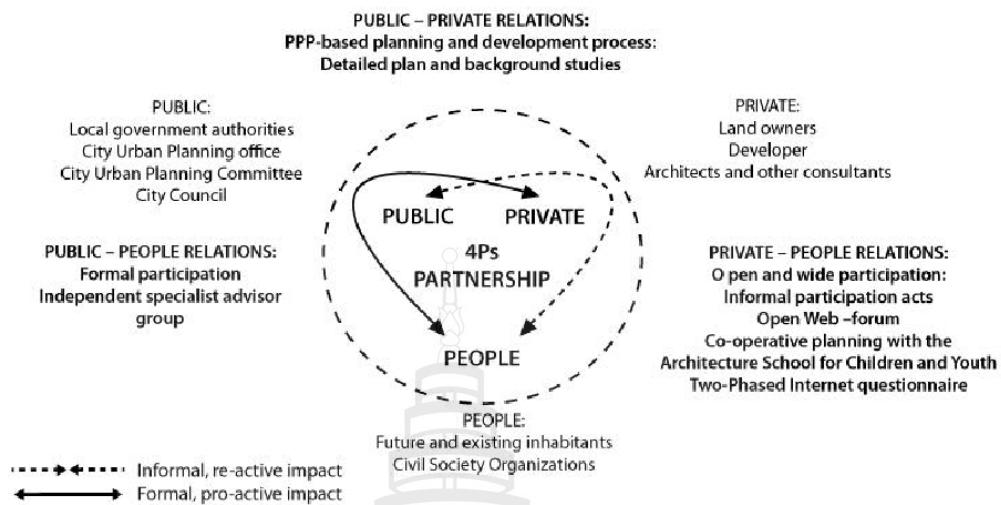 PUBLIC – PRIVATE RELATIONS:
PPP-based planning and development process:
Detailed plan and background studies
PUBLIC:
Local government authorities
City Urban Planning office
City Urban Planning Committee
City Council
PRIVATE:
Land owners
Developer
Architects and other consultants
PUBLIC PRIVATE
4Ps
PARTNERSHIP
PEOPLE
PUBLIC – PEOPLE RELATIONS:
Formal participation
Independent specialist advisor
group
PRIVATE – PEOPLE RELATIONS:
Open and wide participation:
Informal participation acts
Open Web –forum
Co-operative planning with the
Architecture School for Children and Youth
Two-Phased Internet questionnaire
PEOPLE:
Future and existing inhabitants
Civil Society Organizations
Informal, re-active impact
Formal, pro-active impact